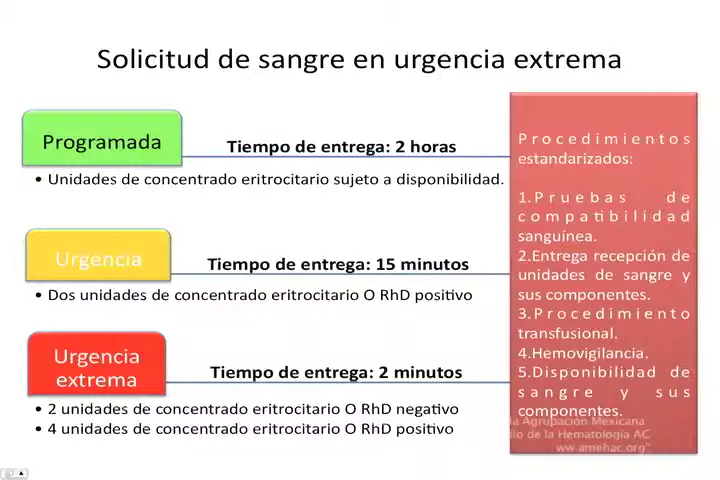 Solicitud de sangre en urgencia extrema
Programada
Tiempo de entrega: 2 horas
• Unidades de concentrado eritrocitario sujeto a disponibilidad.
Urgencia
Tiempo de entrega: 15 minutos
• Dos unidades de concentrado eritrocitario O RhD positivo
Urgencia
extrema
Tiempo de entrega: 2 minutos
• 2 unidades de concentrado eritrocitario O RhD negativo
• 4 unidades de concentrado eritrocitario O RhD positivo
Procedimientos
estandarizados:
1.Pruebas de
compatibilidad
sanguínea.
2.Entrega recepción de
unidades de sangre y
sus componentes.
3.Procedimiento
transfusional.
4.Hemovigilancia.
5.Disponibilidad de
sangre y sus
componentes.
la Agrupación Mexicana
dio de la Hematología AC
ww.amehac.org"